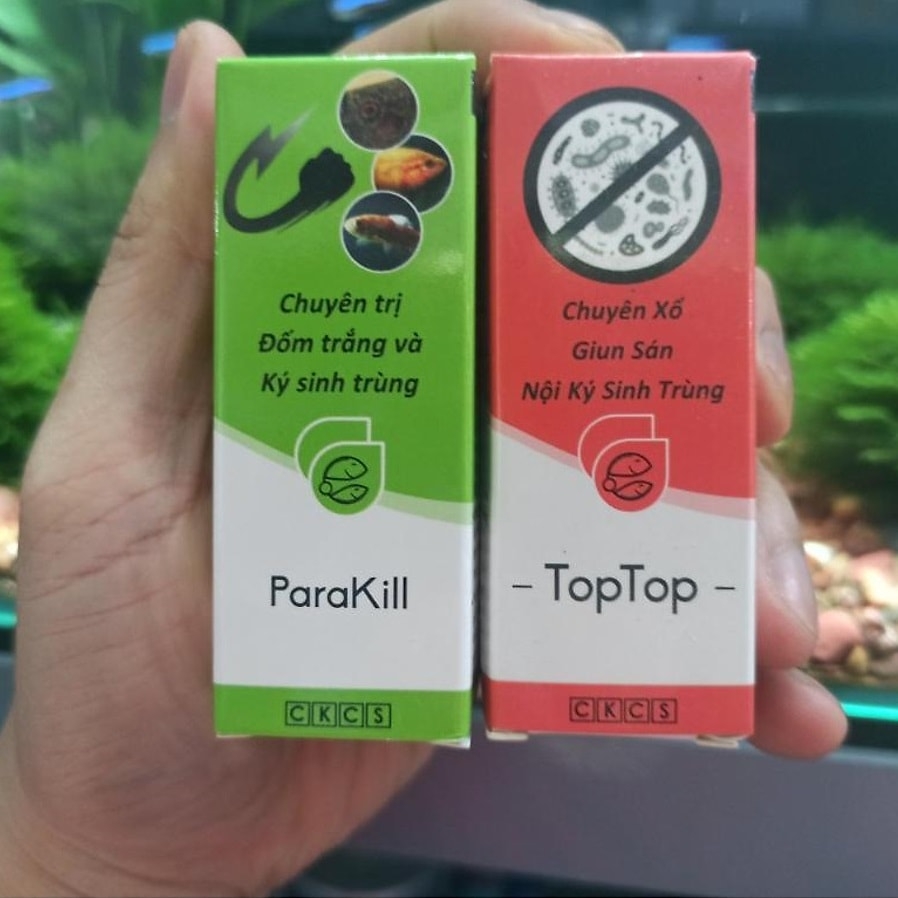 Chuyên trị
Đốm trắng và
Ký sinh trùng
ParaKill
CKCS
Chuyên Xổ
Giun Sán
Nội Ký Sinh Trùng
- TopTop -
CKCS